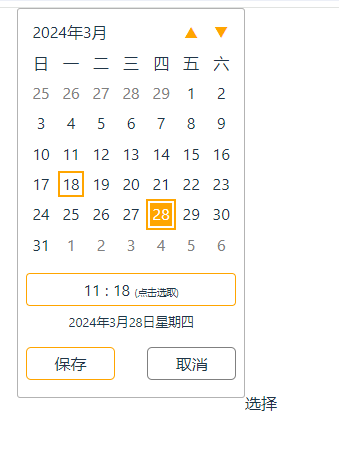 2024年3月
日 一 二 三 四 五 六
25 26 27 28 29 1 2
3 4 5 6 7 8 9
10 11 12 13 14 15 16
17 18 19 20 21 22 23
24 25 26 27 28 29 30
31 1 2 3 4 5 6
11 : 18 (点击选取)
2024年3月28日星期四
保存 取消
选择